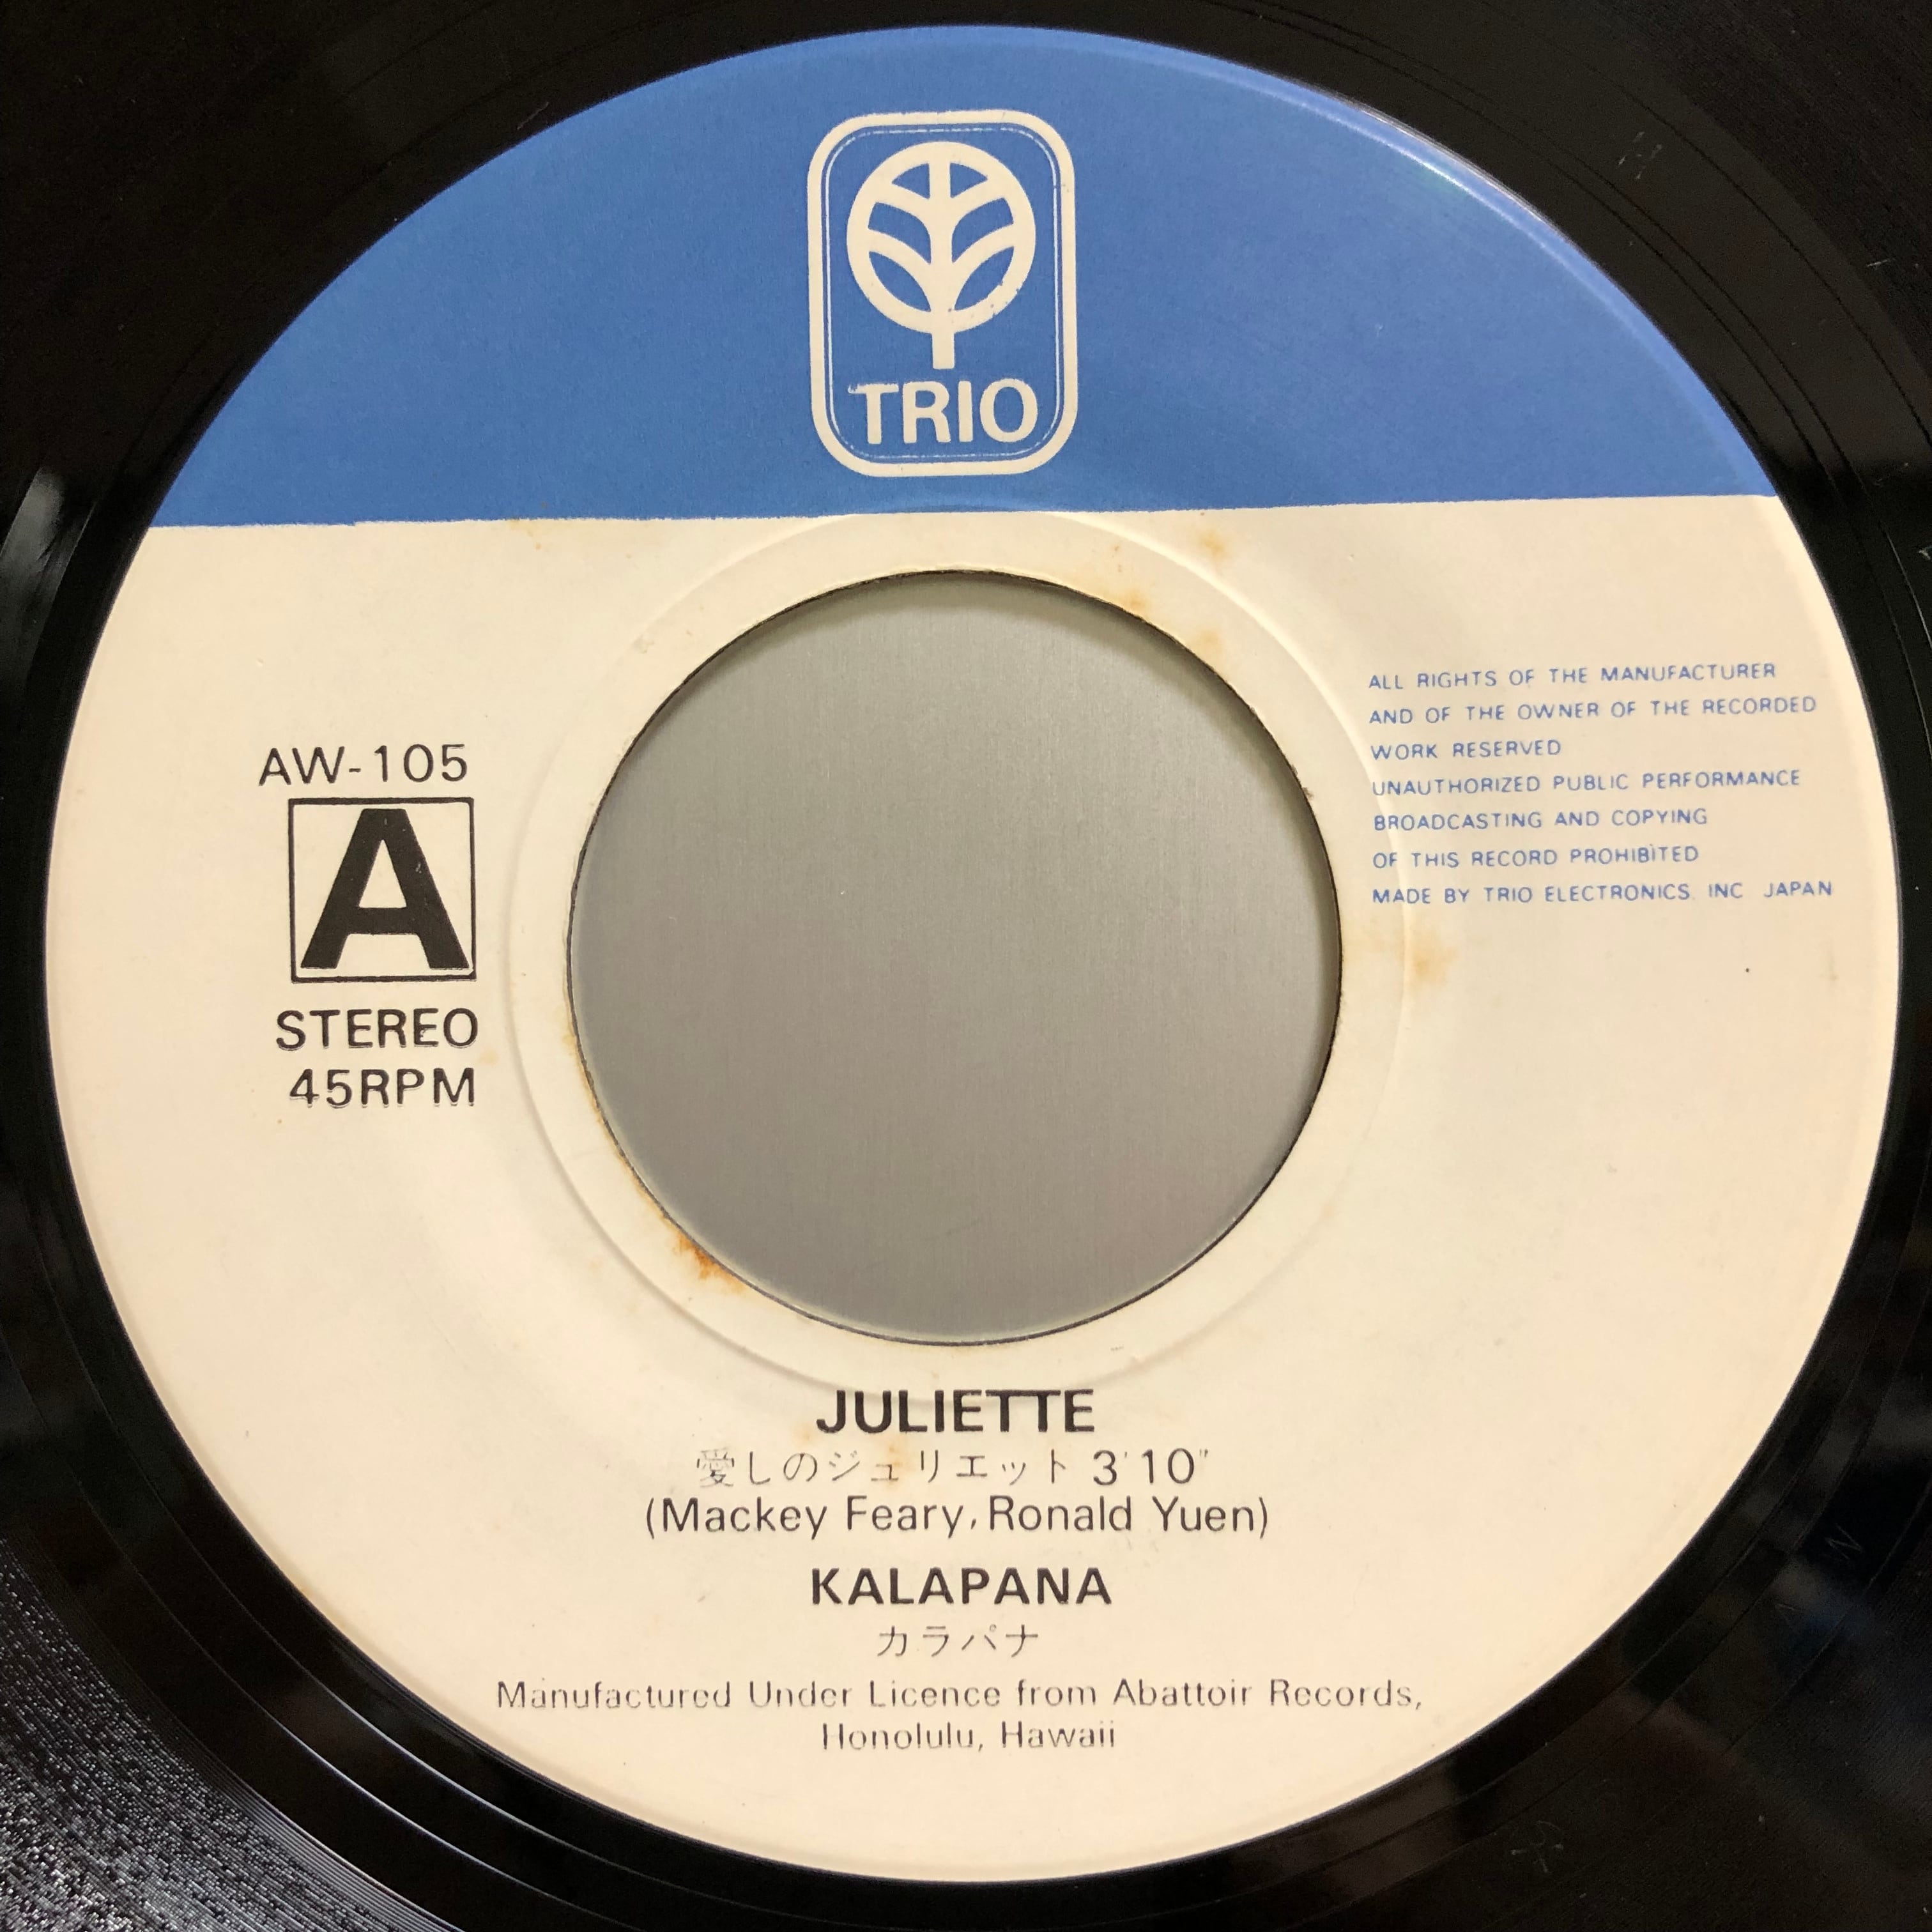 TRIO
AW-105
A
STEREO
45RPM
ALL RIGHTS OF THE MANUFACTURER
AND OF THE OWNER OF THE RECORDED
WORK RESERVED
UNAUTHORIZED PUBLIC PERFORMANCE
BROADCASTING AND COPYING
OF THIS RECORD PROHIBITED
MADE BY TRIO ELECTRONICS. INC JAPAN
JULIETTE
愛しのジュリエット 3'10"
(Mackey Feary, Ronald Yuen)
KALAPANA
カラパナ
Manufactured Under Licence from Abattoir Records,
Honolulu, Hawaii